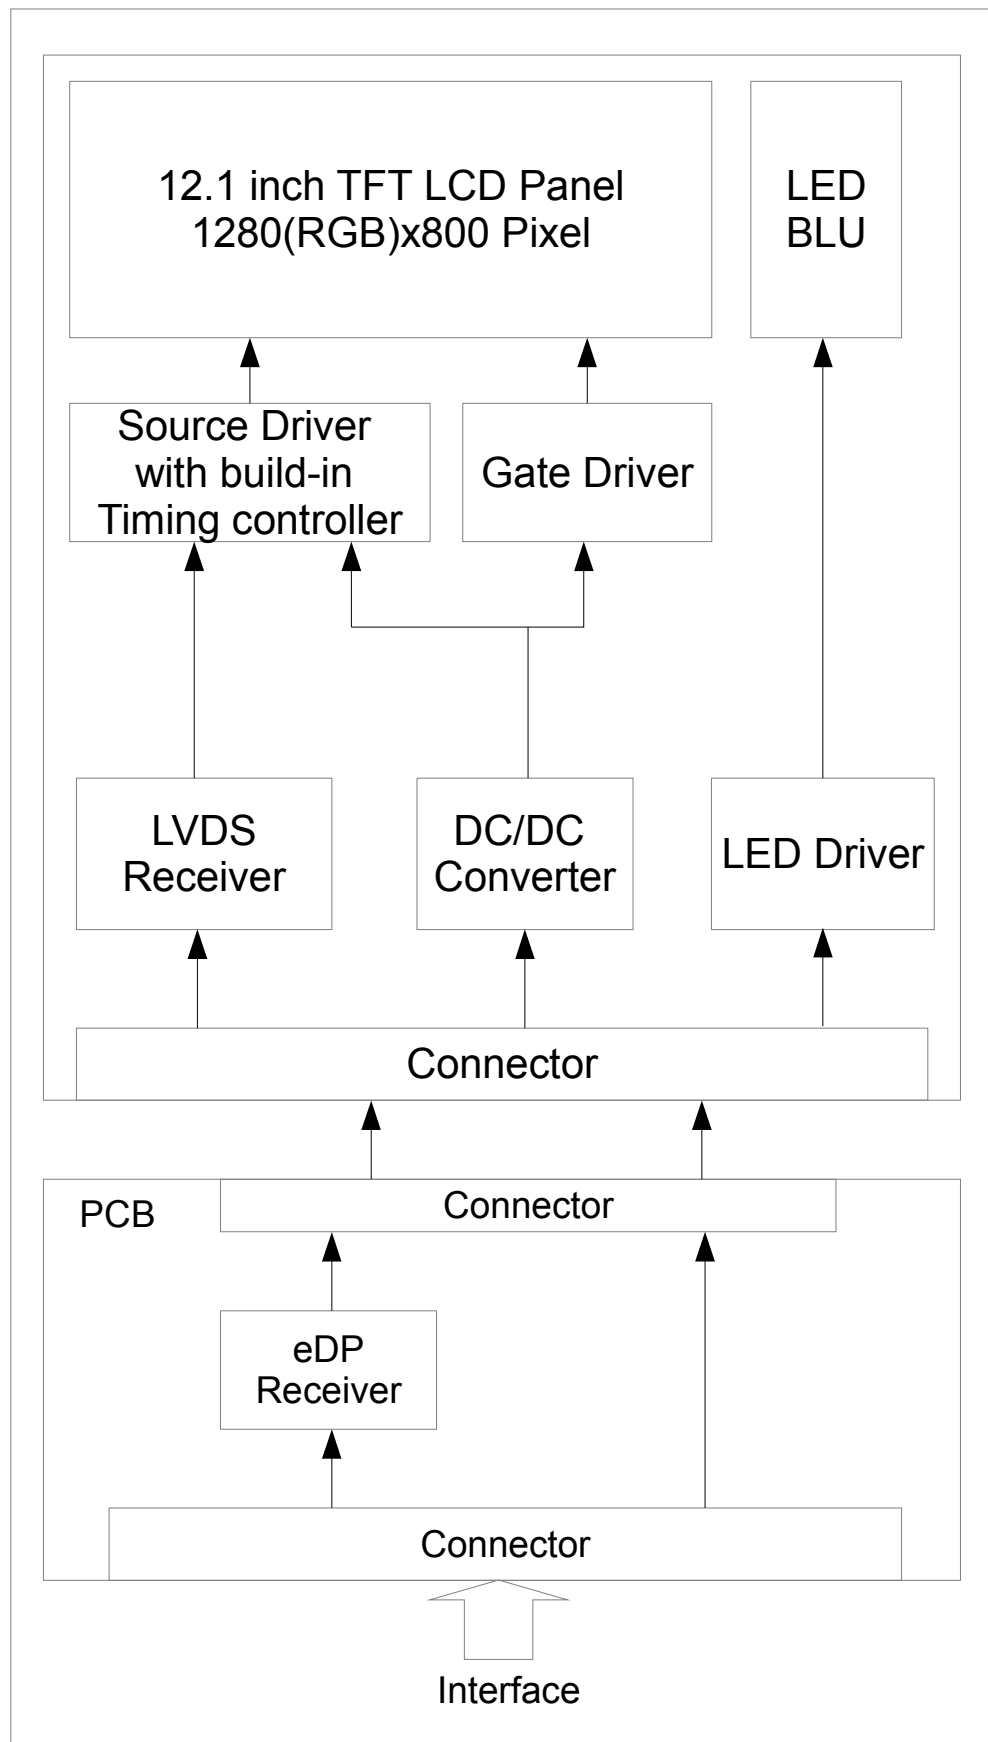 12.1 inch TFT LCD Panel
1280(RGB)x800 Pixel
LED
BLU
Source Driver
with build-in
Timing controller
Gate Driver
LVDS
Receiver
DC/DC
Converter
LED Driver
Connector
PCB
Connector
eDP
Receiver
Connector
Interface